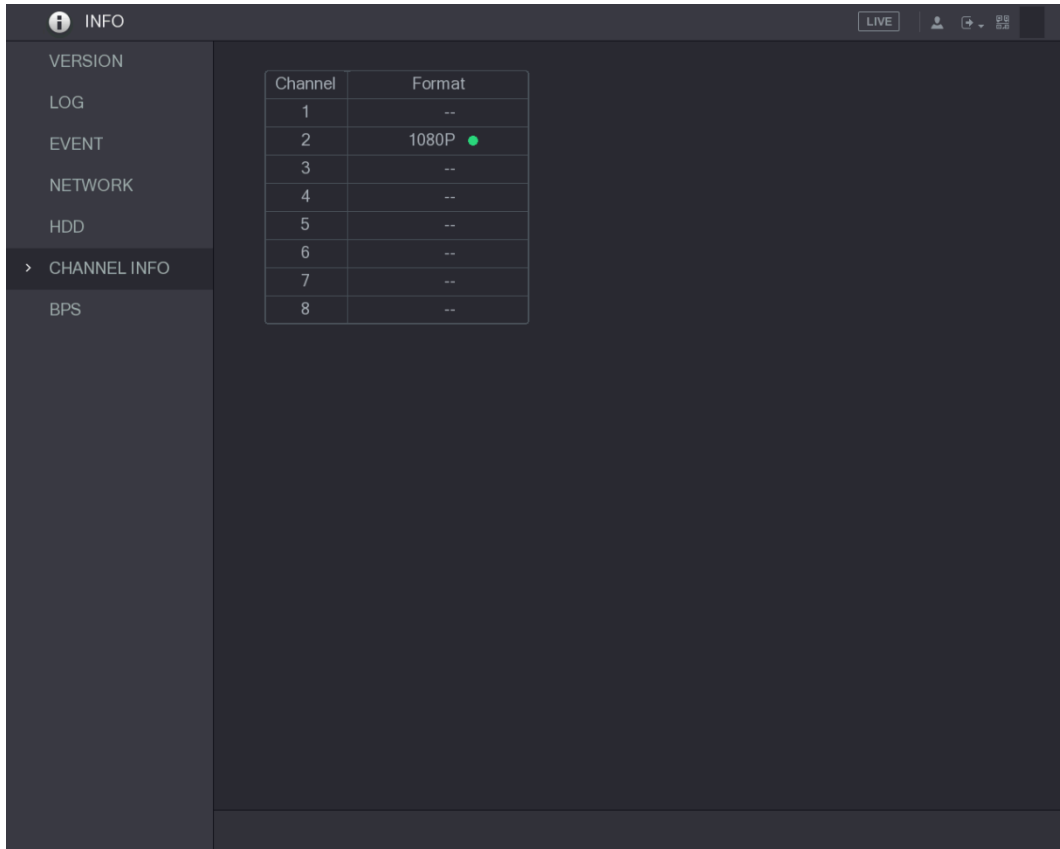 INFO
LIVE
VERSION
LOG
EVENT
NETWORK
HDD
> CHANNEL INFO
BPS
Channel Format
1 --
2 1080P
3 --
4 --
5 --
6 --
7 --
8 --